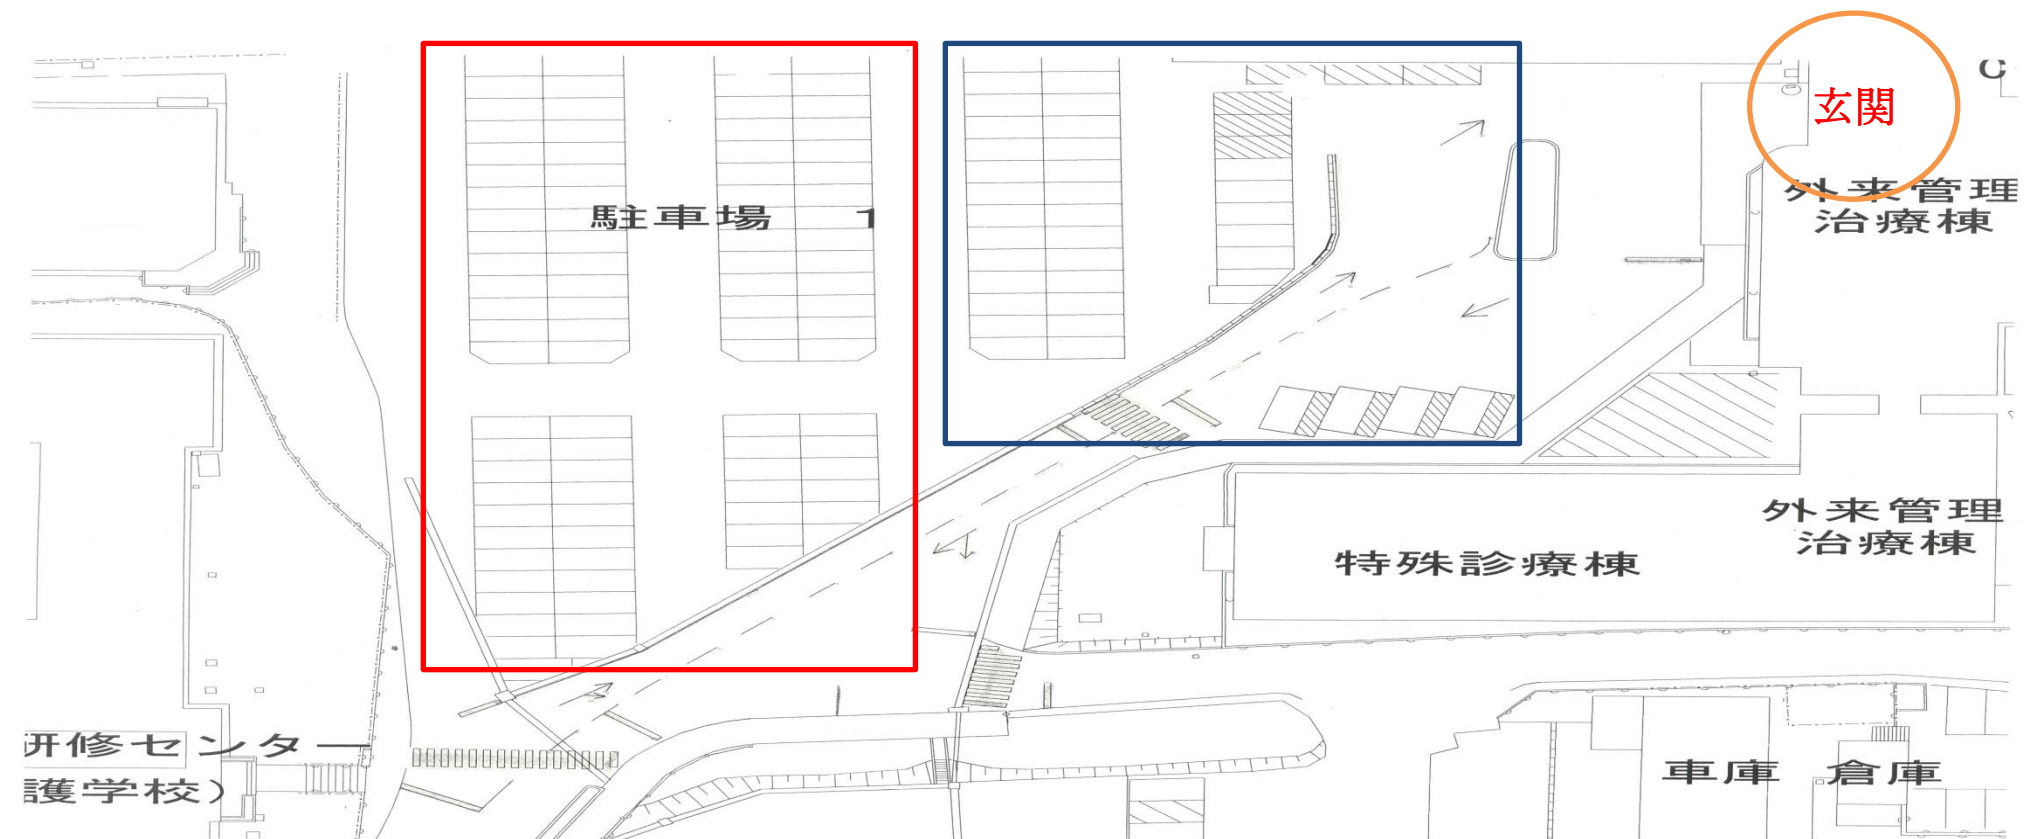 C
玄関
外来管理
治療棟
駐車場 1
外来管理
治療棟
特殊診療棟
研修センター
護学校）
車庫 倉庫